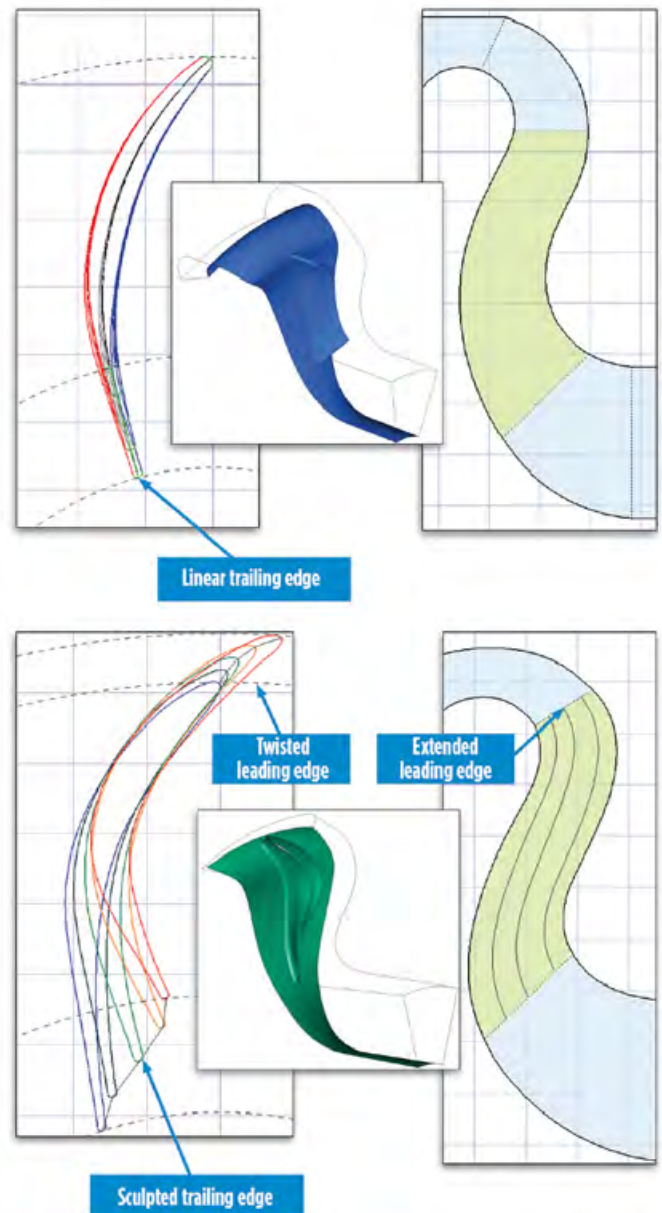 Linear trailing edge
Twisted
leading edge
Extended
leading edge
Sculpted trailing edge